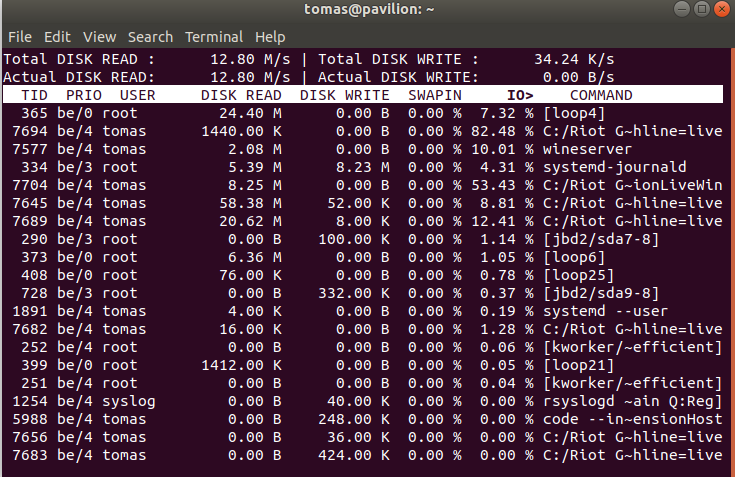 tomas@pavilion: ~
File Edit View Search Terminal Help
Total DISK READ : 12.80 M/s | Total DISK WRITE : 34.24 K/s
Actual DISK READ: 12.80 M/s | Actual DISK WRITE: 0.00 B/s
TID PRIO USER DISK READ DISK WRITE SWAPIN IO> COMMAND
365 be/0 root 24.40 M 0.00 B 0.00 % 7.32 % [loop4]
7694 be/4 tomas 1440.00 K 0.00 B 0.00 % 82.48 % C:/Riot G~hline=live
7577 be/4 tomas 2.08 M 0.00 B 0.00 % 10.01 % wineserver
334 be/3 root 5.39 M 8.23 M 0.00 % 4.31 % systemd-journald
7704 be/4 tomas 8.25 M 0.00 B 0.00 % 53.43 % C:/Riot G~ionLiveWin
7645 be/4 tomas 58.38 M 52.00 K 0.00 % 8.81 % C:/Riot G~hline=live
7689 be/4 tomas 20.62 M 8.00 K 0.00 % 12.41 % C:/Riot G~hline=live
290 be/3 root 0.00 B 100.00 K 0.00 % 1.14 % [jbd2/sda7-8]
373 be/0 root 6.36 M 0.00 B 0.00 % 1.05 % [loop6]
408 be/0 root 76.00 K 0.00 B 0.00 % 0.78 % [loop25]
728 be/3 root 0.00 B 332.00 K 0.00 % 0.37 % [jbd2/sda9-8]
1891 be/4 tomas 4.00 K 0.00 B 0.00 % 0.19 % systemd --user
7682 be/4 tomas 16.00 K 0.00 B 0.00 % 1.28 % C:/Riot G~hline=live
252 be/4 root 0.00 B 0.00 B 0.00 % 0.06 % [kworker/~efficient]
399 be/0 root 1412.00 K 0.00 B 0.00 % 0.05 % [loop21]
251 be/4 root 0.00 B 0.00 B 0.00 % 0.04 % [kworker/~efficient]
1254 be/4 syslog 0.00 B 40.00 K 0.00 % 0.00 % rsyslogd ~ain Q:Reg]
5988 be/4 tomas 0.00 B 248.00 K 0.00 % 0.00 % code --in~ensionHost
7656 be/4 tomas 0.00 B 36.00 K 0.00 % 0.00 % C:/Riot G~hline=live
7683 be/4 tomas 0.00 B 424.00 K 0.00 % 0.00 % C:/Riot G~hline=live